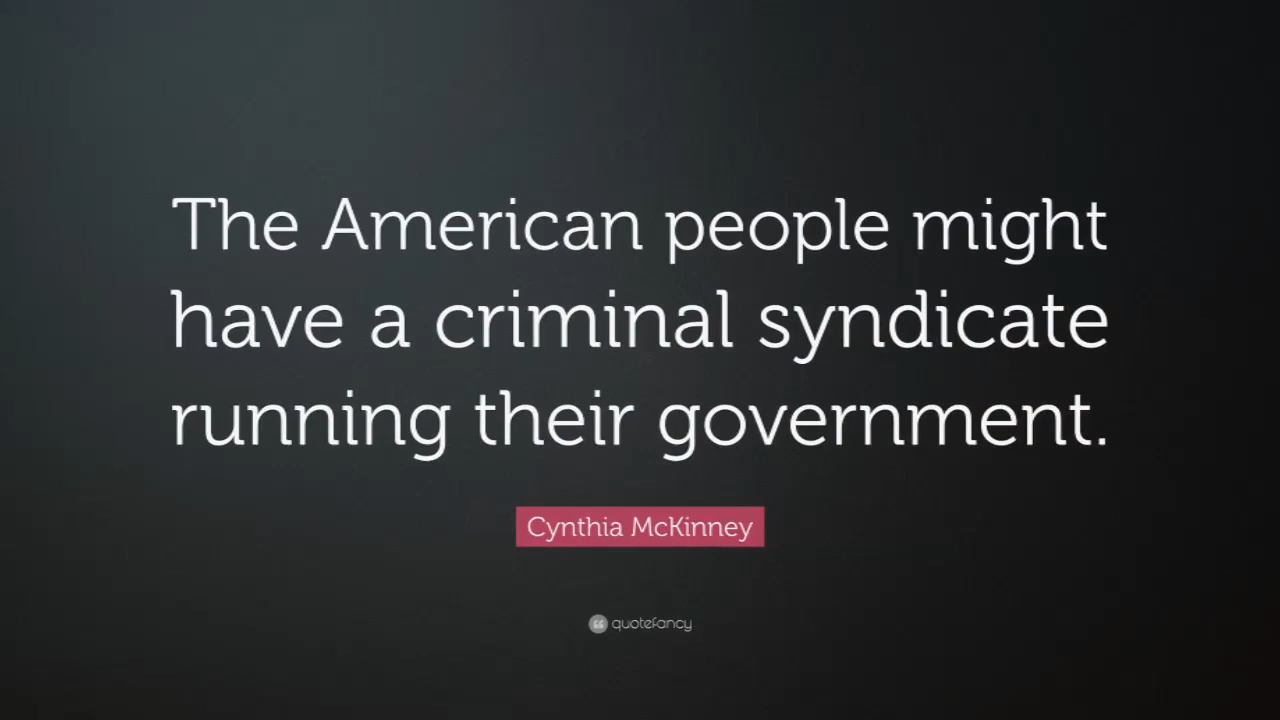 The American people might
have a criminal syndicate
running their government.
Cynthia McKinney
quotefancy